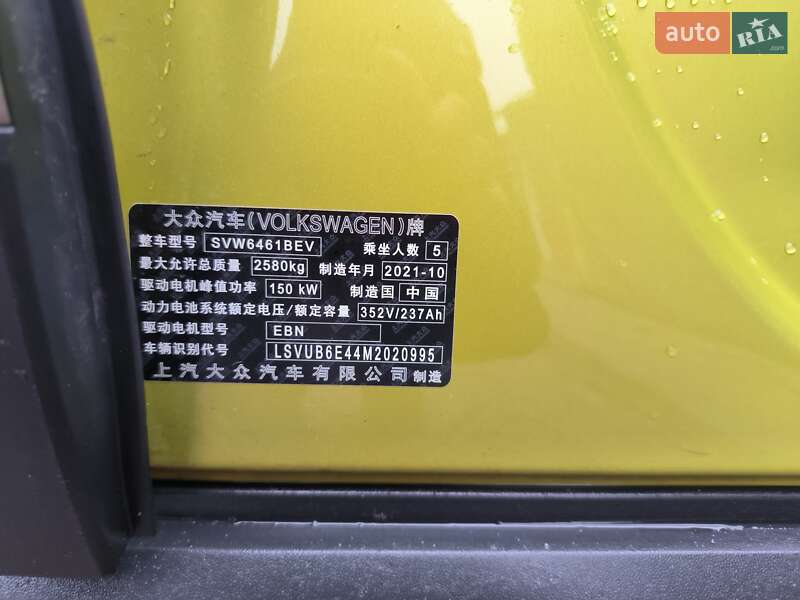 auto RIA
.com
大众汽车(VOLKSWAGEN)牌
整车型号 SVW6461BEV 乘坐人数 5
最大允许总质量 2580kg 制造年月 2021-10
驱动电机峰值功率 150 kW 制造国 中国
动力电池系统额定电压/额定容量 352V/237Ah
驱动电机型号 EBN
车辆识别代号 LSVUB6E44M2020995
上汽大众汽车有限公司 制造